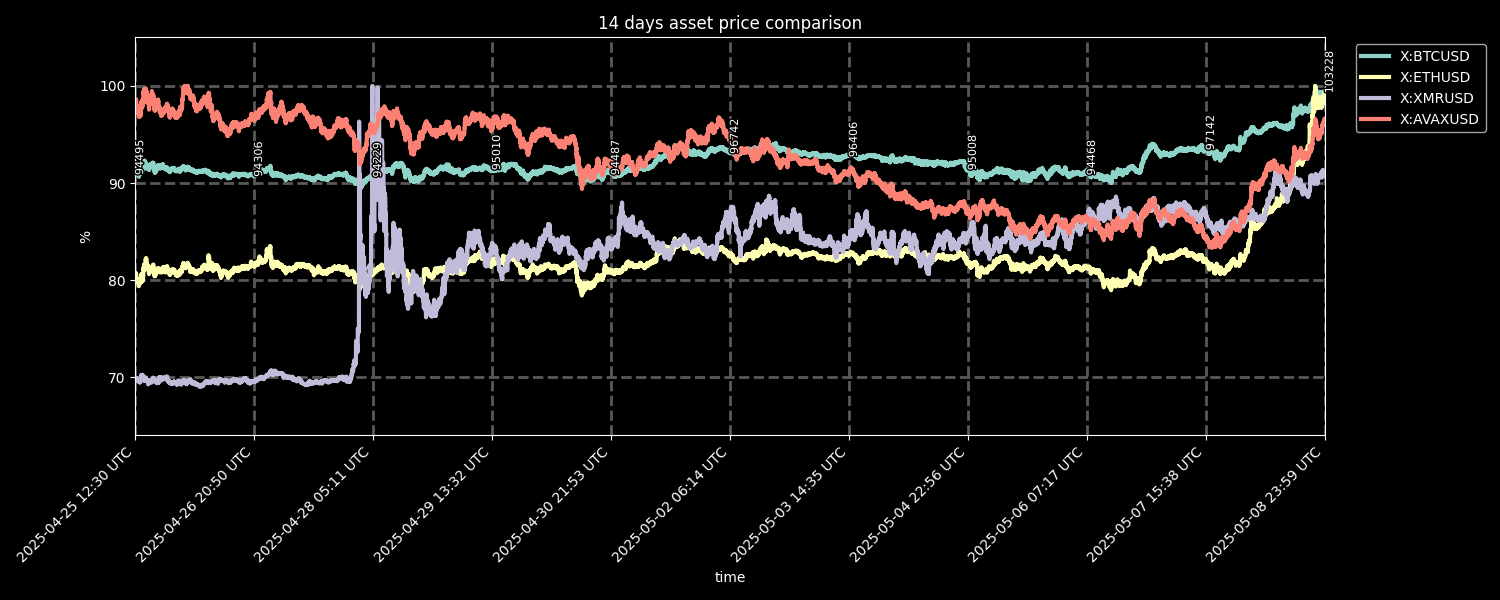 14 days asset price comparison
X:BTCUSD
X:ETHUSD
X:XMRUSD
X:AVAXUSD
%
100
90
80
70
94495
94306
94229
95010
94487
96742
96406
95008
94468
97142
103228
2025-04-25 12:30 UTC
2025-04-26 20:50 UTC
2025-04-28 05:11 UTC
2025-04-29 13:32 UTC
2025-04-30 21:53 UTC
2025-05-02 06:14 UTC
2025-05-03 14:35 UTC
2025-05-04 22:56 UTC
2025-05-06 07:17 UTC
2025-05-07 15:38 UTC
2025-05-08 23:59 UTC
time